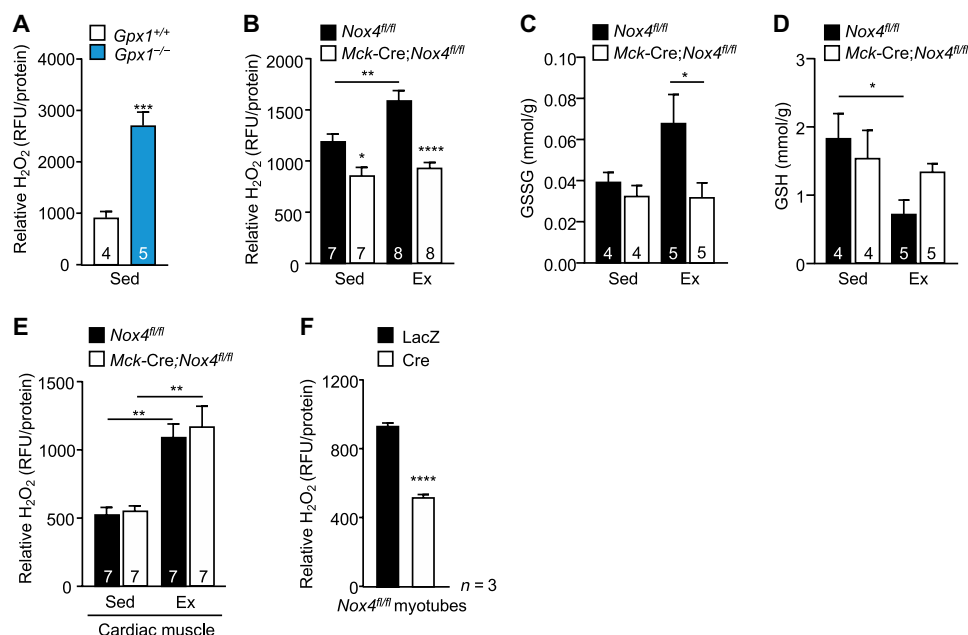 A
Gpx1+/+
Gpx1–/–
Relative H2O2 (RFU/protein)
4000
3000
2000
1000
0
***
4
5
Sed
B
Nox4fl/fl
Mck-Cre;Nox4fl/fl
Relative H2O2 (RFU/protein)
2000
1500
1000
500
0
**
*
****
7
7
8
8
Sed
Ex
C
Nox4fl/fl
Mck-Cre;Nox4fl/fl
GSSG (mmol/g)
0.10
0.08
0.06
0.04
0.02
0.00
*
4
4
5
5
Sed
Ex
D
Nox4fl/fl
Mck-Cre;Nox4fl/fl
GSH (mmol/g)
3
2
1
0
*
4
4
5
5
Sed
Ex
E
Nox4fl/fl
Mck-Cre;Nox4fl/fl
Relative H2O2 (RFU/protein)
1500
1000
500
0
**
**
7
7
7
7
Sed
Ex
Cardiac muscle
F
LacZ
Cre
Relative H2O2 (RFU/protein)
1200
900
480
400
0
****
n = 3
Nox4fl/fl myotubes